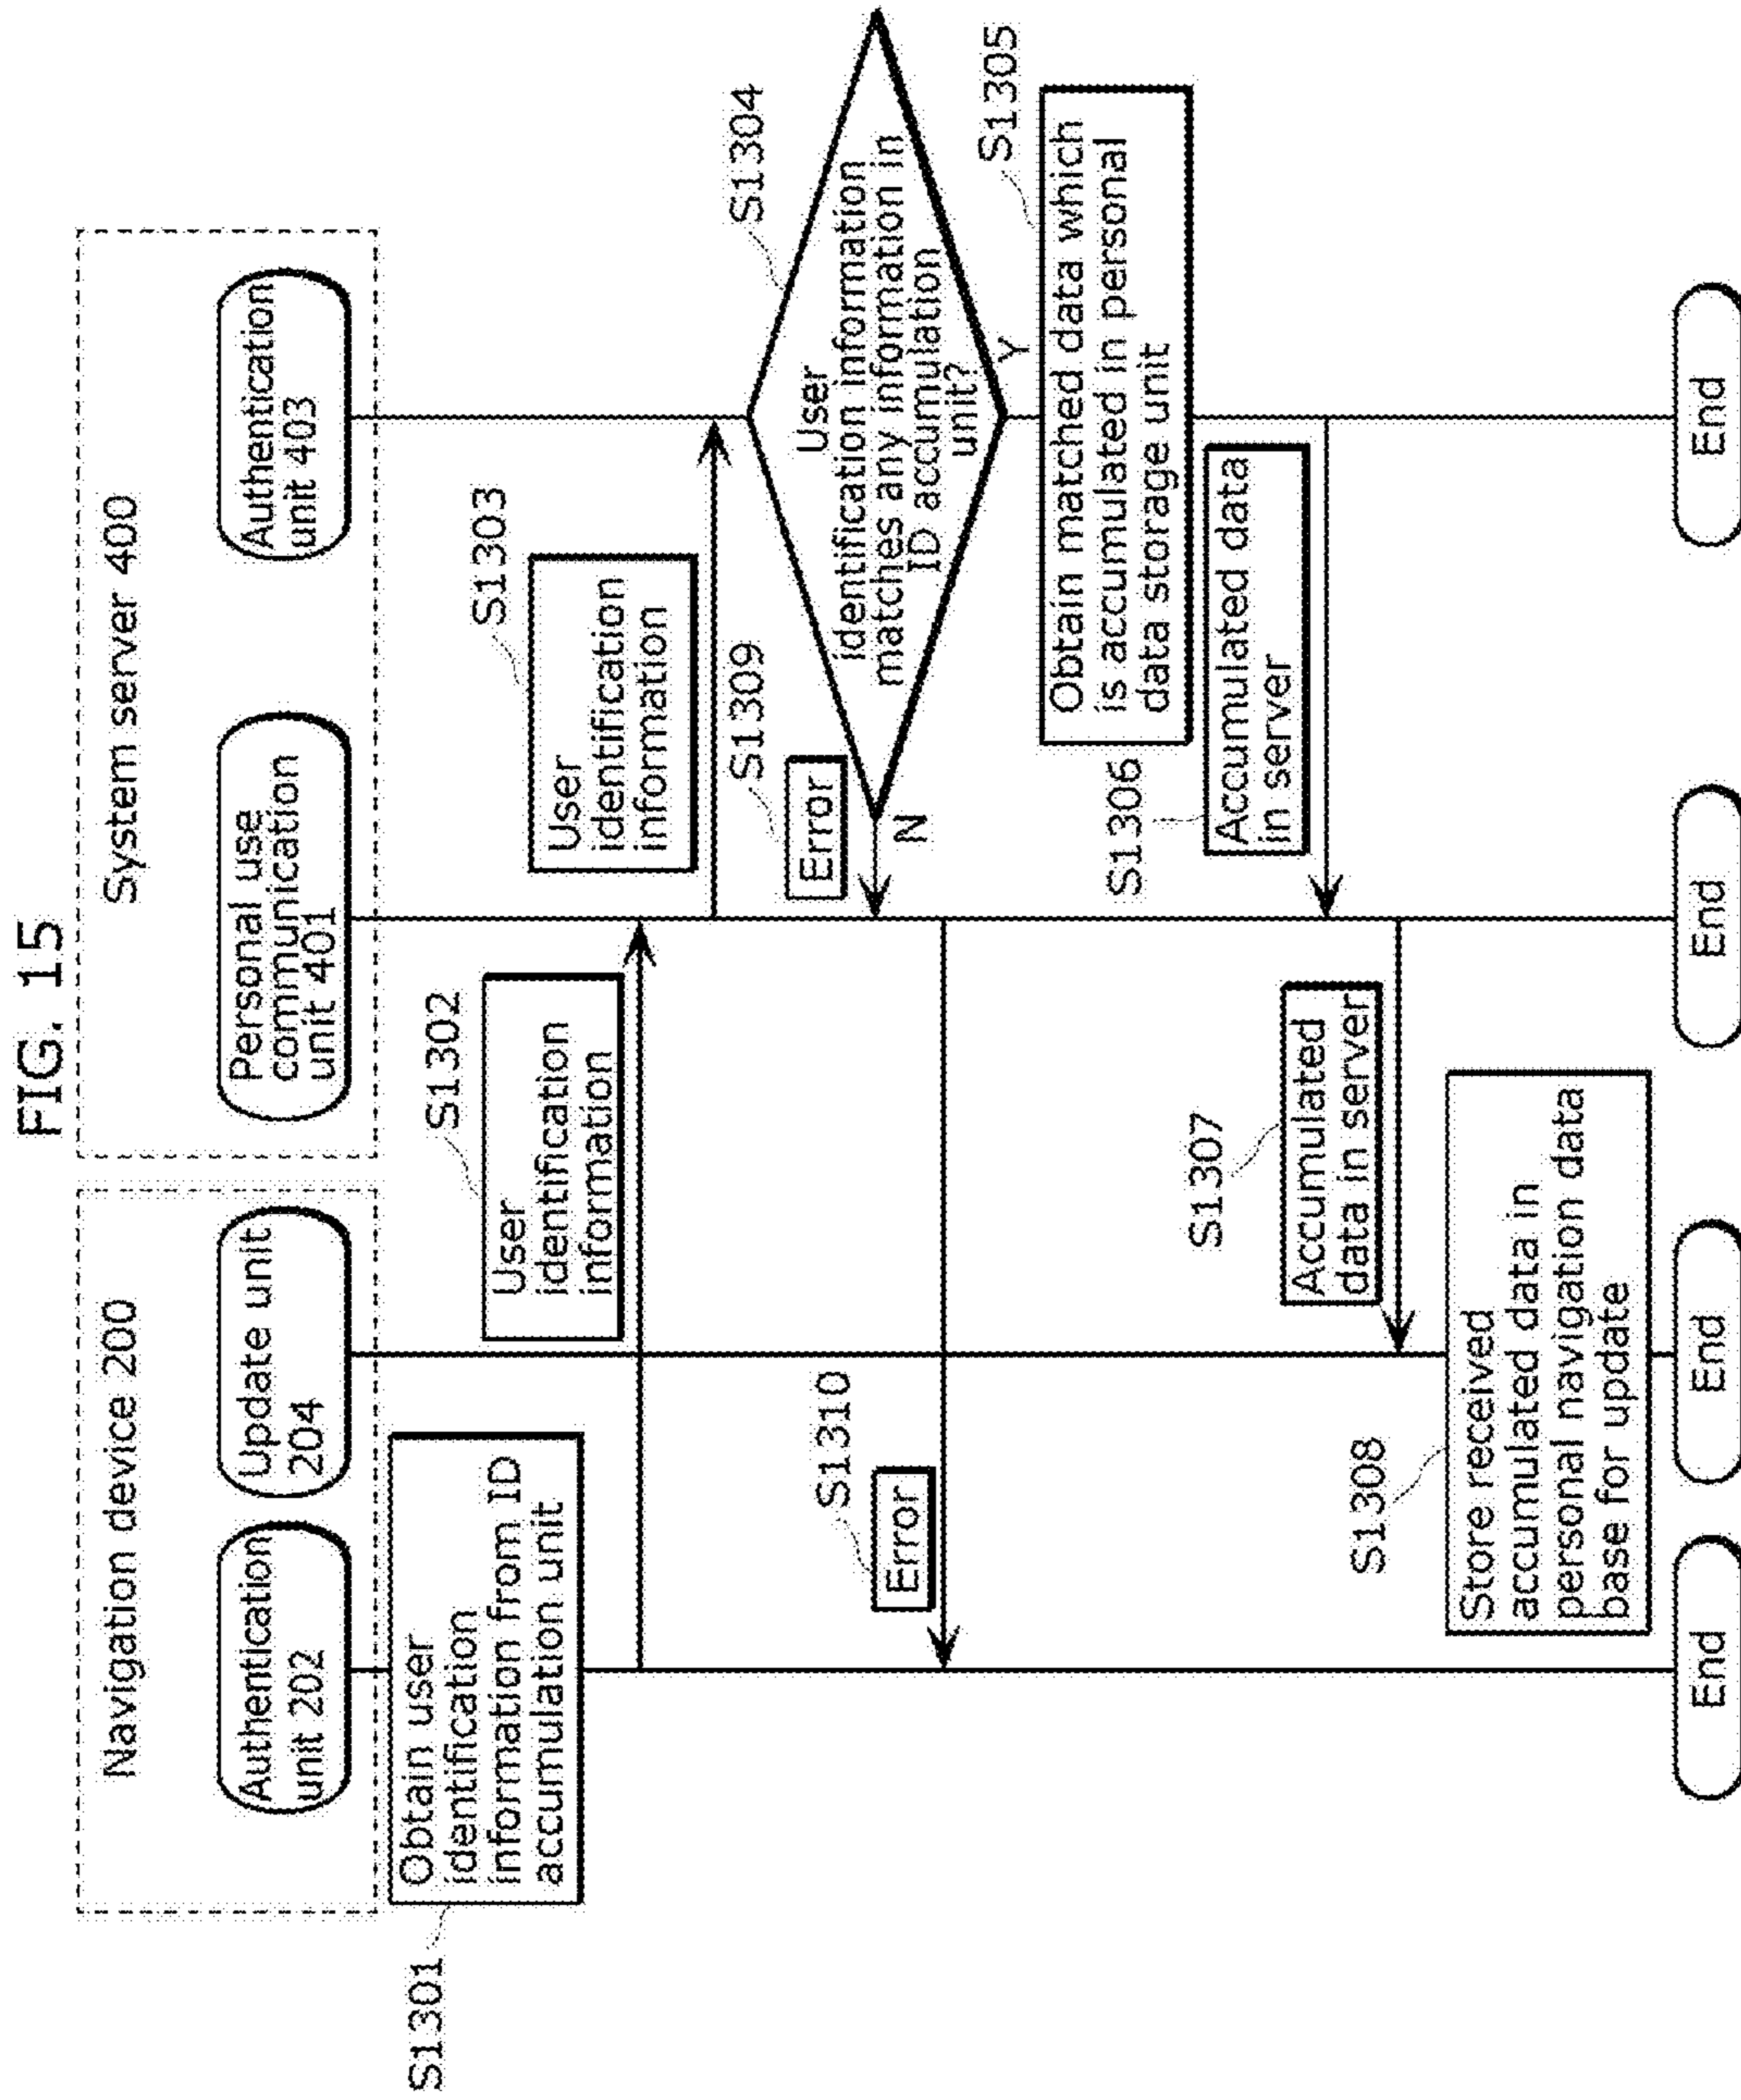 FIG. 15
Navigation device 200
System server 400
Authentication
unit 202
Update unit
204
Personal use
communication
unit 401
Authentication
unit 403
S1301
Obtain user
identification
information from ID
accumulation unit
S1302
User
identification
information
S1303
User
identification
information
S1304
User
identification information
matches any information in
ID accumulation
unit?
S1309
Error
N
Y
S1310
Error
S1305
Obtain matched data which
is accumulated in personal
data storage unit
S1306
Accumulated data
in server
S1307
Accumulated
data in server
S1308
Store received
accumulated data in
personal navigation data
base for update
End
End
End
End